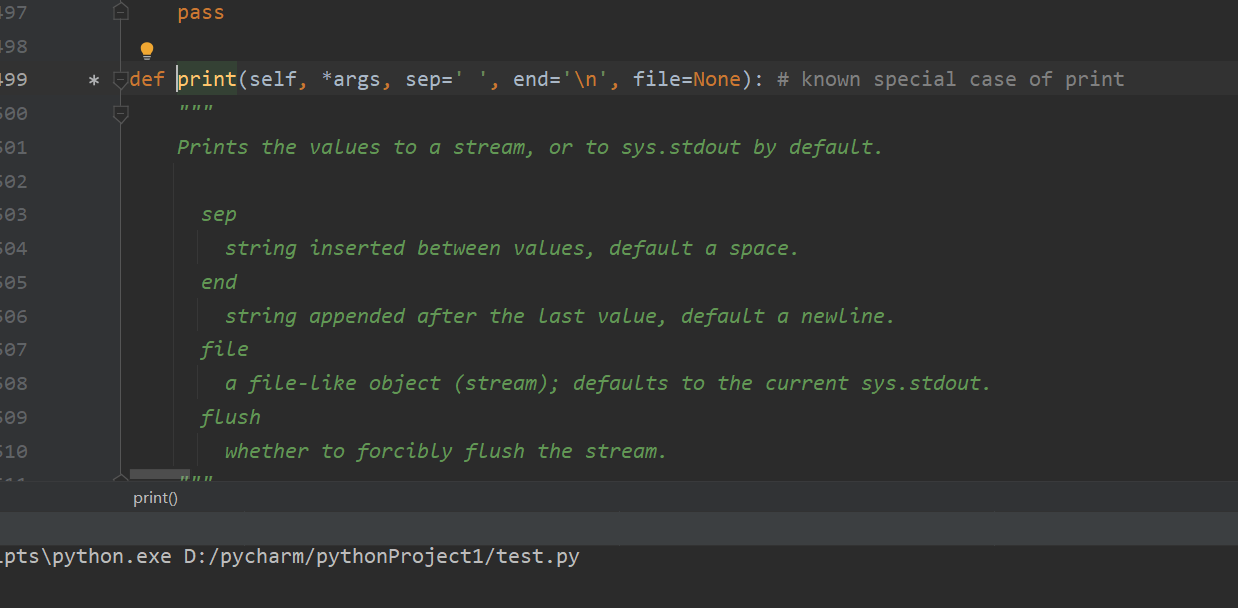 497 pass
498
499 * def print(self, *args, sep=' ', end='\n', file=None): # known special case of print
500 """
501 Prints the values to a stream, or to sys.stdout by default.
502
503 sep
504 string inserted between values, default a space.
505 end
506 string appended after the last value, default a newline.
507 file
508 a file-like object (stream); defaults to the current sys.stdout.
509 flush
510 whether to forcibly flush the stream.
"""
print()
ipts\python.exe D:/pycharm/pythonProject1/test.py